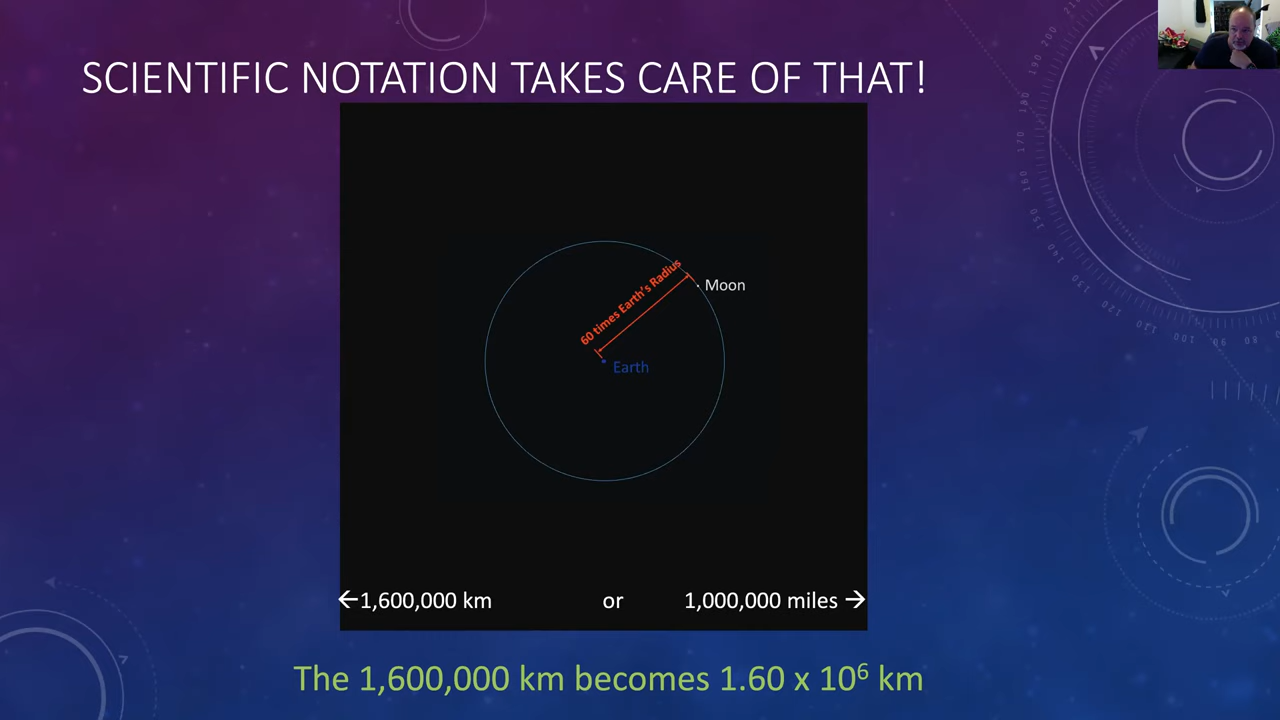 SCIENTIFIC NOTATION TAKES CARE OF THAT!
60 times Earth's Radius
Moon
Earth
←1,600,000 km or 1,000,000 miles →
The 1,600,000 km becomes 1.60 x 10⁶ km